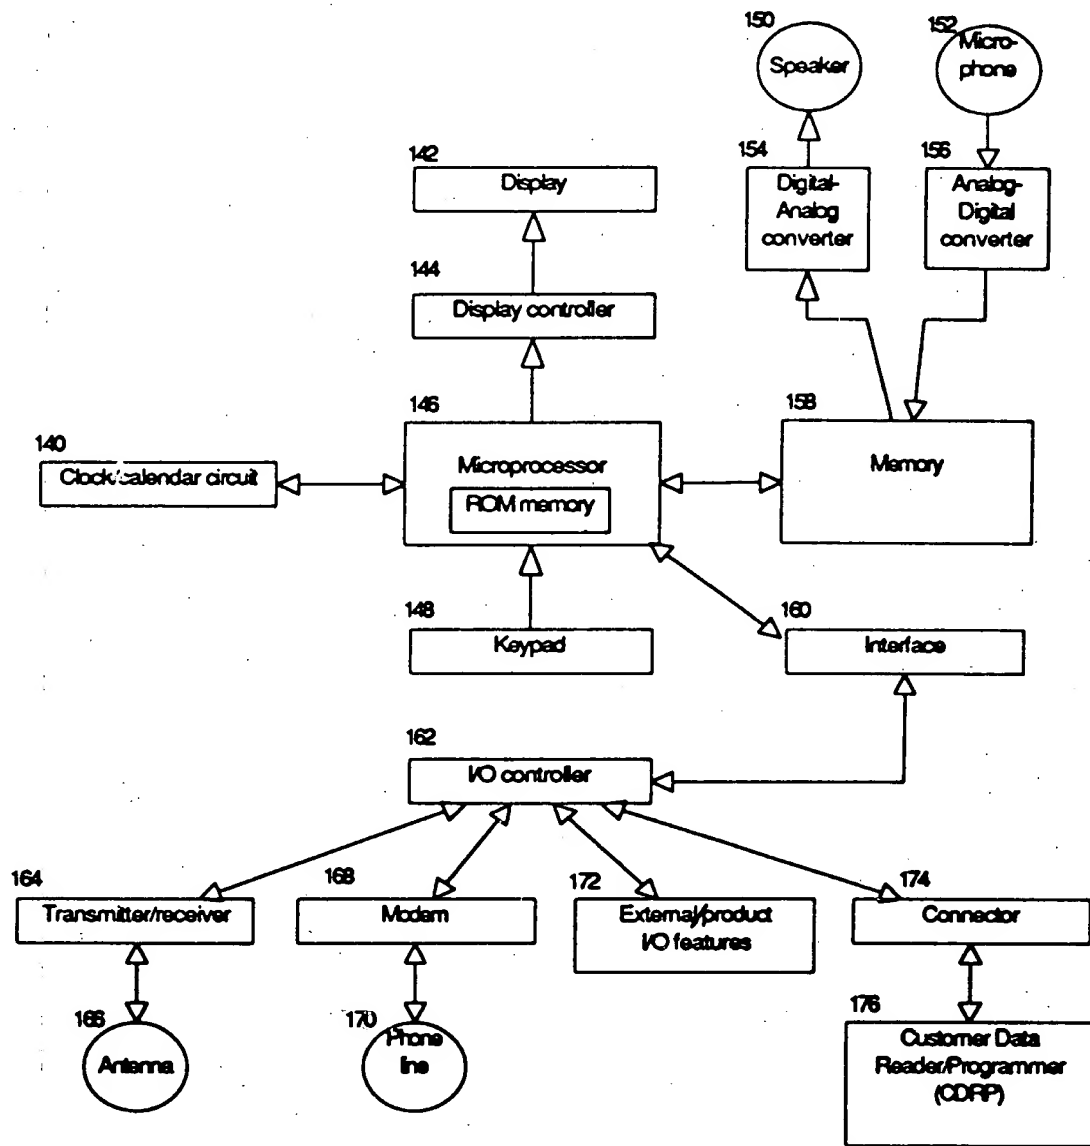 150
Speaker
152
Micro-
phone
142
Display
154
Digital-
Analog
converter
156
Analog-
Digital
converter
144
Display controller
146
Microprocessor
ROM memory
158
Memory
140
Clock/calendar circuit
148
Keypad
160
Interface
162
I/O controller
164
Transmitter/receiver
168
Modem
172
External/product
I/O features
174
Connector
166
Antenna
170
Phone
line
176
Customer Data
Reader/Programmer
(CDRP)